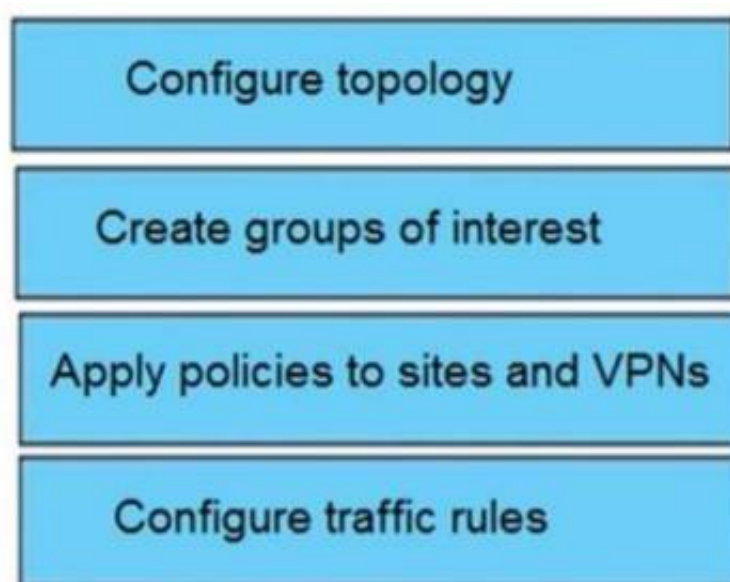 Configure topology
Create groups of interest
Apply policies to sites and VPNs
Configure traffic rules